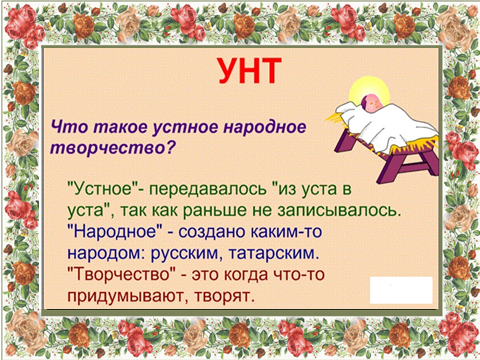 УНТ
Что такое устное народное
творчество?
"Устное"- передавалось "из уста в
уста", так как раньше не записывалось.
"Народное" - создано каким-то
народом: русским, татарским.
"Творчество" - это когда что-то
придумывают, творят.